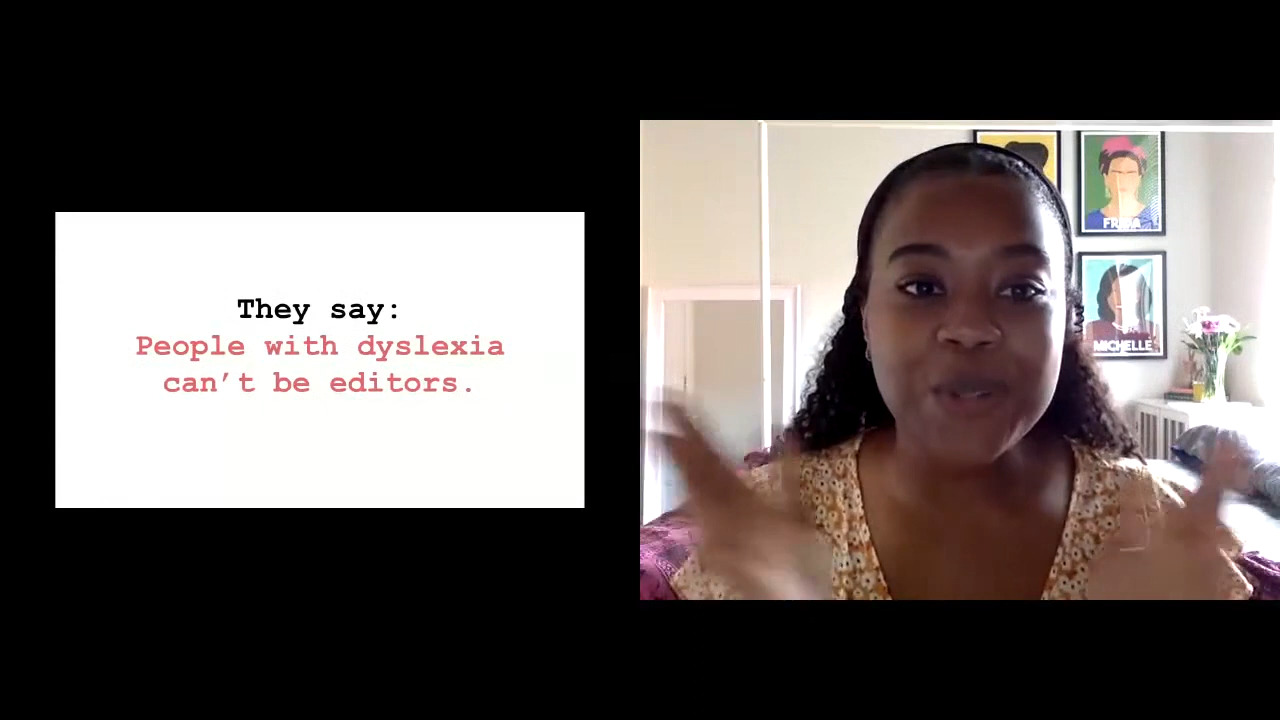 They say:
People with dyslexia
can’t be editors.
FRIDA
MICHELLE